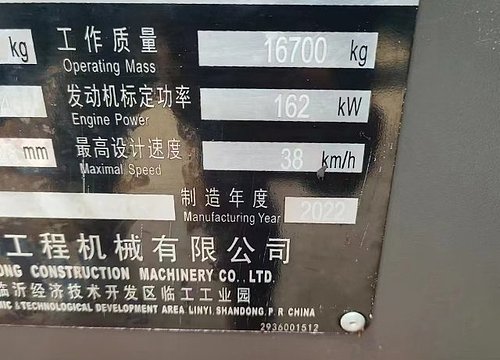 kg 工作质量 16700 kg
Operating Mass
发动机标定功率 162 kW
Engine Power
mm 最高设计速度 38 km/h
Maximal Speed
制造年度 2022
Manufacturing Year
工程机械有限公司
ONG CONSTRUCTION MACHINERY CO., LTD
临沂经济技术开发区临工工业园
MIC & TECHNOLOGICAL DEVELOPMENT AREA LINYI, SHANDONG, P.R CHINA
2936001512